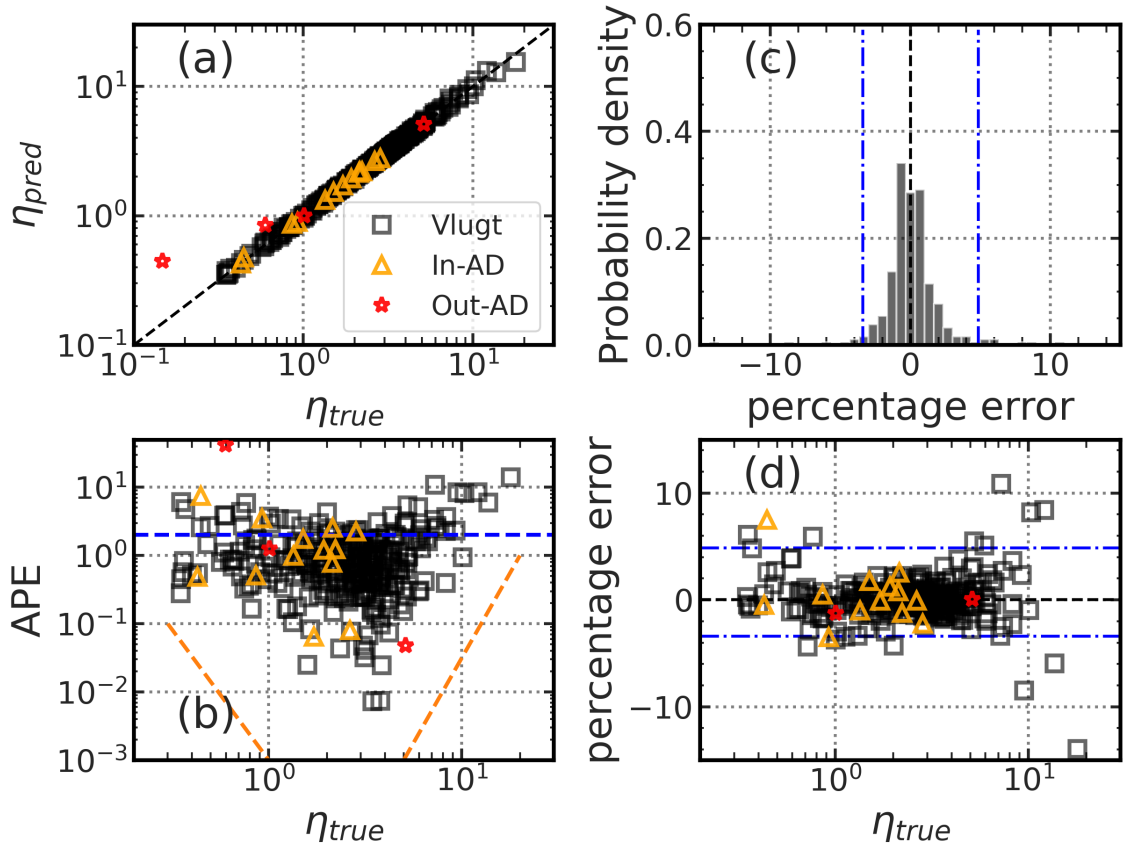 (a)
10^1
10^0
10^-1
η_pred
10^-1
10^0
10^1
η_true
Vlugt
In-AD
Out-AD
(c)
0.6
0.4
0.2
0.0
Probability density
−10
0
10
percentage error
(b)
10^1
10^0
10^-1
10^-2
10^-3
APE
10^0
10^1
η_true
(d)
10
0
−10
percentage error
10^0
10^1
η_true